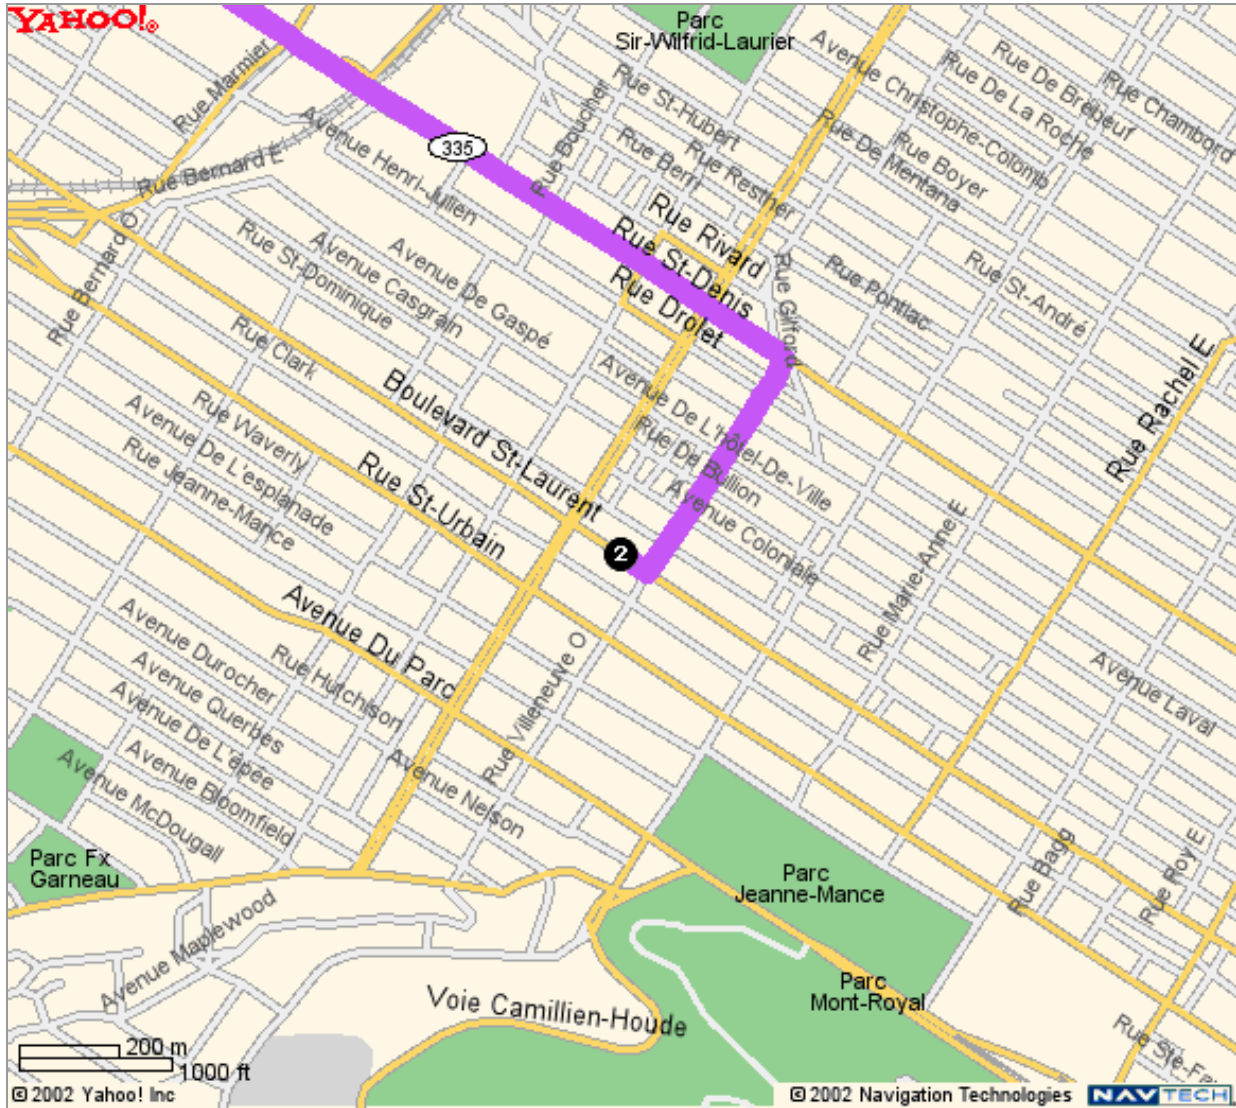 YAHOO!®
Parc
Sir-Wilfrid-Laurier
Avenue Christophe-Colomb
Rue De La Roche
Rue De Brébeuf
Rue Chambord
Rue Marmier
Rue St-Hubert
Rue Boucher
Rue Boyer
Rue De Mentana
Avenue Henri-Julien
335
Rue Berri
Rue Resther
Rue Bernard E
Rue Rivard
Rue St-Denis
Rue Drolet
Rue Gilford
Rue Pontiac
Rue St-André
Rue Bernard O
Rue St-Dominique
Avenue Casgrain
Avenue De Gaspé
Rue Clark
Rue Rachel E
Boulevard St-Laurent
Avenue De L'hôtel-De-Ville
Rue De Bullion
Avenue Coloniale
Rue Waverly
Avenue De L'esplanade
Rue Jeanne-Mance
Rue St-Urbain
2
Rue Marie-Anne E
Avenue Du Parc
Avenue Durocher
Rue Hutchison
Avenue Querbes
Avenue De L'épée
Avenue Bloomfield
Avenue McDougall
Rue Villeneuve O
Avenue Nelson
Avenue Laval
Parc Fx
Garneau
Parc
Jeanne-Mance
Rue Bagg
Rue Roy E
Avenue Maplewood
Voie Camillien-Houde
Parc
Mont-Royal
Rue Ste-Fa
200 m
1000 ft
© 2002 Yahoo! Inc
© 2002 Navigation Technologies
NAVTECH